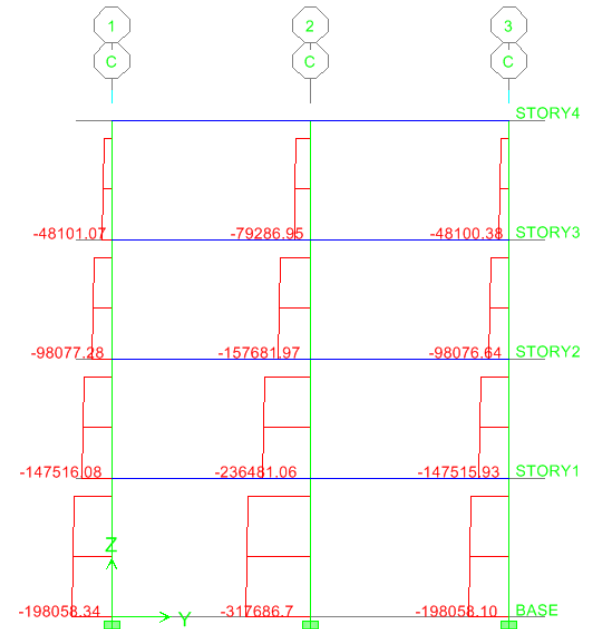 1 2 3
C C C
STORY4
-48101.07 -79286.95 -48100.38 STORY3
-98077.28 -157681.97 -98076.64 STORY2
-147516.08 -236481.06 -147515.93 STORY1
Z
-198058.34 -317686.7 -198058.10 BASE
Y